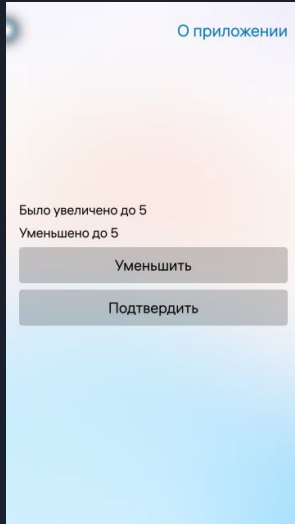 О приложении
Было увеличено до 5
Уменьшено до 5
Уменьшить
Подтвердить